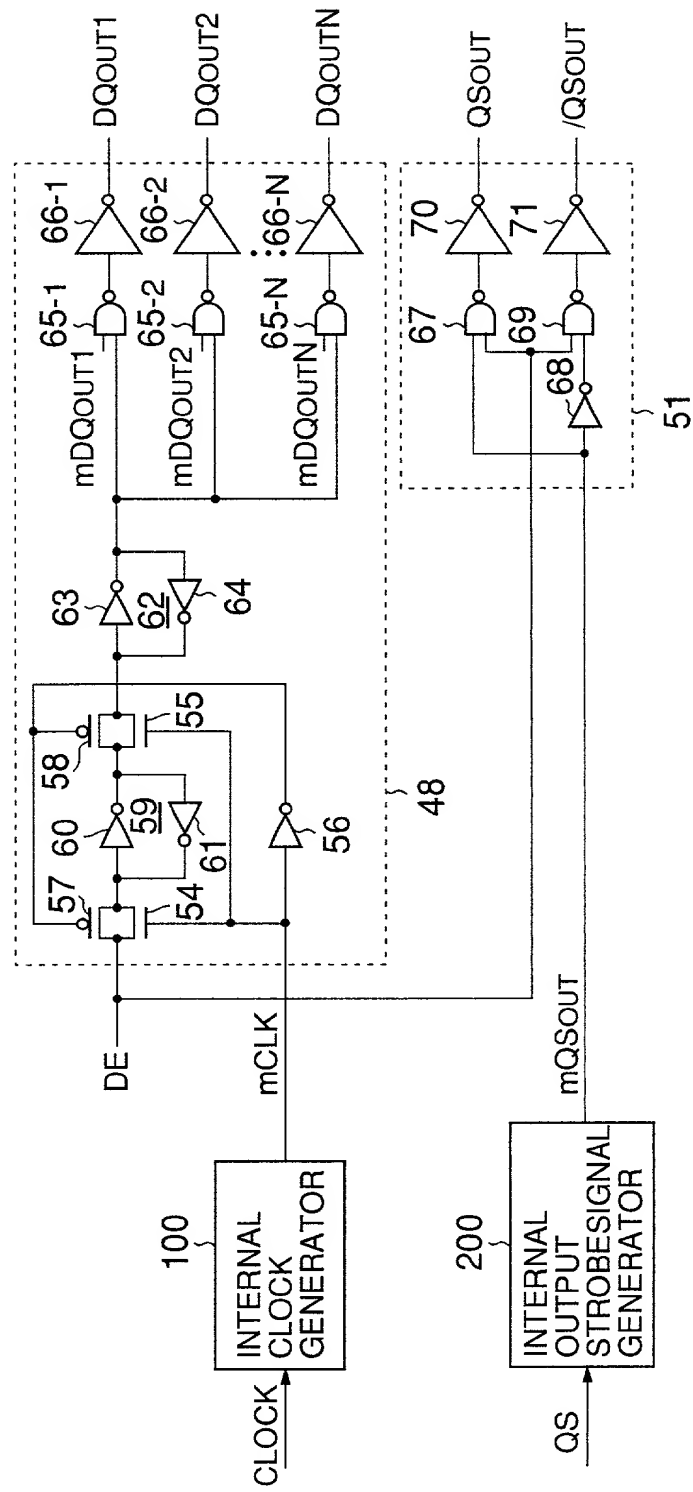 DQOUT1
DQOUT2
DQOUTN
QSOUT
/QSOUT
66-1
66-2
66-N
70
71
65-1
65-2
65-N
67
69
68
51
mDQOUT1
mDQOUT2
mDQOUTN
63
62
64
58
55
60
59
61
57
54
56
48
DE
mCLK
mQSOUT
100
INTERNAL
CLOCK
GENERATOR
CLOCK
200
INTERNAL
OUTPUT
STROBESIGNAL
GENERATOR
QS